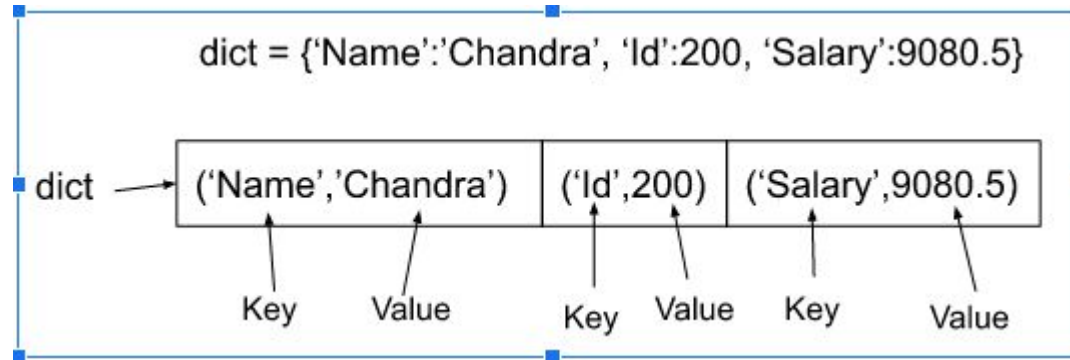 dict = {‘Name’:’Chandra’, ‘Id’:200, ‘Salary’:9080.5}
dict (‘Name’,’Chandra’) (‘Id’,200) (‘Salary’,9080.5)
Key Value Key Value Key Value